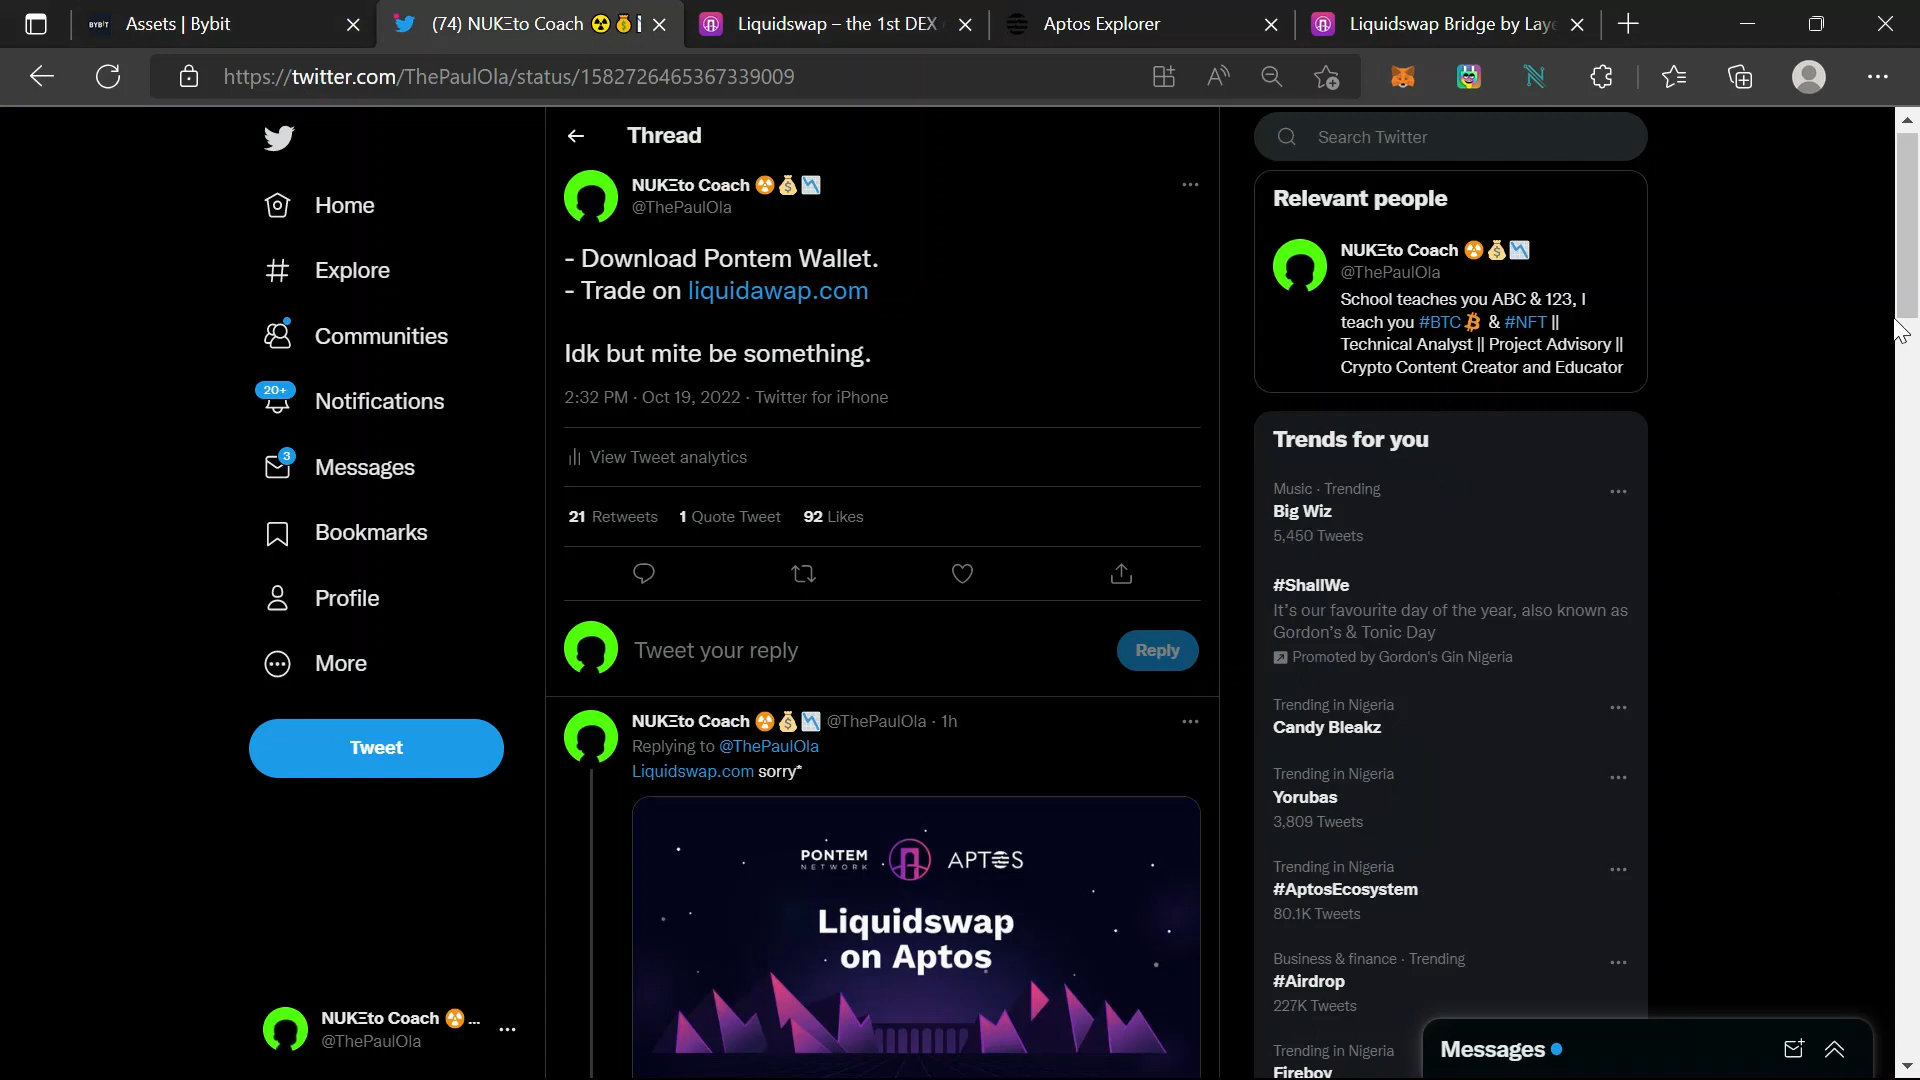 Assets | Bybit
(74) NUKΞto Coach
Liquidswap – the 1st DEX
Aptos Explorer
Liquidswap Bridge by Lay
https://twitter.com/ThePaulOla/status/1582726465367339009
Home
Explore
Communities
20+
Notifications
3
Messages
Bookmarks
Profile
More
Tweet
NUKΞto Coach ☢️...
@ThePaulOla
Thread
NUKΞto Coach ☢️💰📉
@ThePaulOla
- Download Pontem Wallet.
- Trade on liquidawap.com
Idk but mite be something.
2:32 PM · Oct 19, 2022 · Twitter for iPhone
View Tweet analytics
21 Retweets 1 Quote Tweet 92 Likes
Tweet your reply
Reply
NUKΞto Coach ☢️💰📉 @ThePaulOla · 1h
Replying to @ThePaulOla
Liquidswap.com sorry*
PONTEM
NETWORK
APTOS
Liquidswap
on Aptos
Search Twitter
Relevant people
NUKΞto Coach ☢️💰📉
@ThePaulOla
School teaches you ABC & 123, I
teach you #BTC & #NFT ||
Technical Analyst || Project Advisory ||
Crypto Content Creator and Educator
Trends for you
Music · Trending
Big Wiz
5,450 Tweets
#ShallWe
It's our favourite day of the year, also known as
Gordon's & Tonic Day
Promoted by Gordon's Gin Nigeria
Trending in Nigeria
Candy Bleakz
Trending in Nigeria
Yorubas
3,809 Tweets
Trending in Nigeria
#AptosEcosystem
80.1K Tweets
Business & finance · Trending
#Airdrop
227K Tweets
Trending in Nigeria
Fireboy
Messages